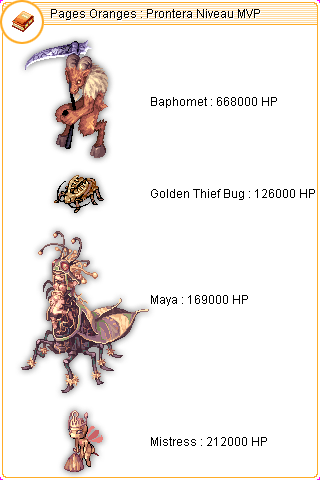 Pages Oranges : Prontera Niveau MVP
Baphomet : 668000 HP
Golden Thief Bug : 126000 HP
Maya : 169000 HP
Mistress : 212000 HP